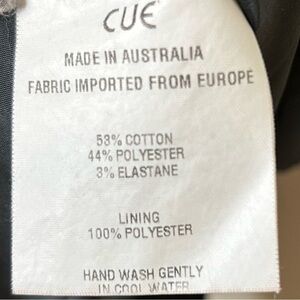 CUE
MADE IN AUSTRALIA
FABRIC IMPORTED FROM EUROPE
53% COTTON
44% POLYESTER
3% ELASTANE
LINING
100% POLYESTER
HAND WASH GENTLY
IN COOL WATER